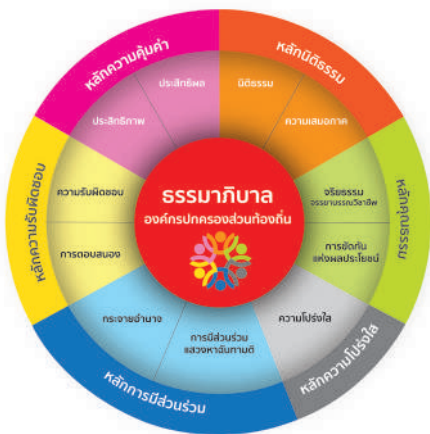 หลักความคุ้มค่า
หลักนิติธรรม
ประสิทธิผล
นิติธรรม
ประสิทธิภาพ
ความเสมอภาค
หลักความรับผิดชอบ
ความรับผิดชอบ
ธรรมาภิบาล
องค์กรปกครองส่วนท้องถิ่น
จริยธรรม
จรรยาบรรณวิชาชีพ
หลักคุณธรรม
การตอบสนอง
การขัดกัน
แห่งผลประโยชน์
กระจายอำนาจ
ความโปร่งใส
การมีส่วนร่วม
แสวงหาฉันทามติ
หลักการมีส่วนร่วม
หลักความโปร่งใส